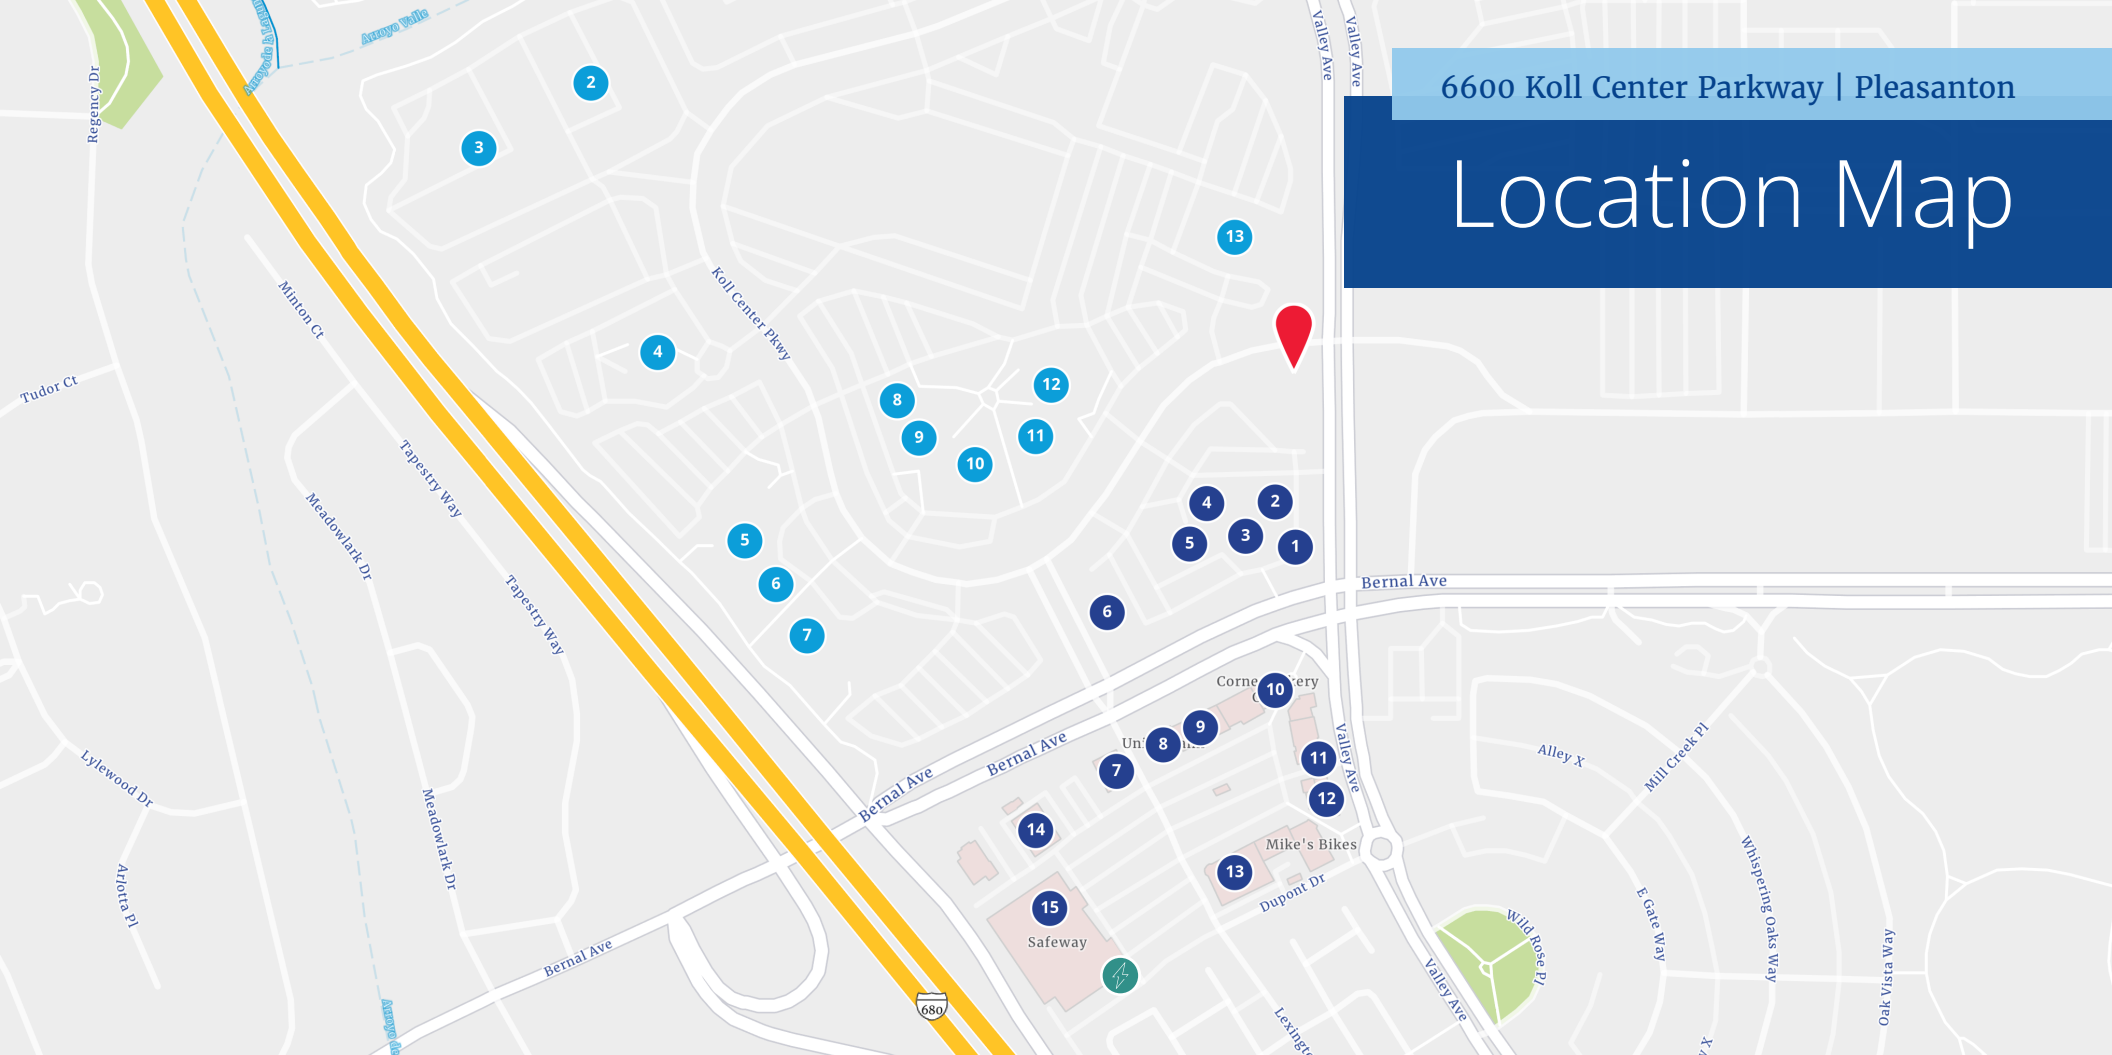 6600 Koll Center Parkway | Pleasanton
Location Map
Arroyo Valle
Valley Ave
Valley Ave
Regency Dr
2
3
13
Koll Center Pkwy
Minton Ct
4
Tudor Ct
8
12
9
11
10
Tapestry Way
Meadowlark Dr
4
2
5
3
1
5
6
7
6
Bernal Ave
Tapestry Way
10
9
8
7
11
12
Valley Ave
Alley X
Mill Creek Pl
Bernal Ave
Bernal Ave
Lylewood Dr
Meadowlark Dr
14
Mike's Bikes
13
Dupont Dr
15
Safeway
Arlotta Pl
Bernal Ave
680
Whispering Oaks Way
E Gate Way
Wild Rose Pl
Valley Ave
Oak Vista Way